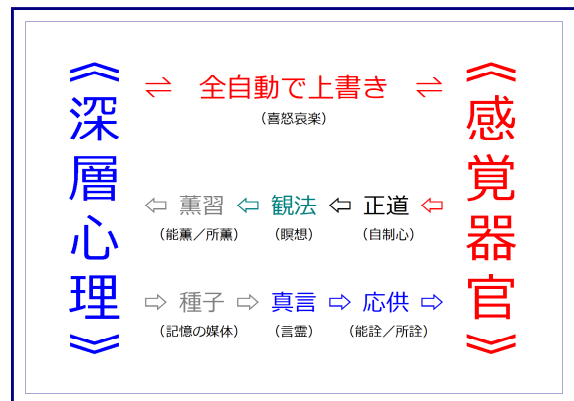 《深層心理》
⇌ 全自動で上書き ⇌
（喜怒哀楽）
⇦ 薫習 ⇦ 観法 ⇦ 正道 ⇦
（能薫／所薫） （瞑想） （自制心）
⇨ 種子 ⇨ 真言 ⇨ 応供 ⇨
（記憶の媒体） （言霊） （能詮／所詮）
《感覚器官》